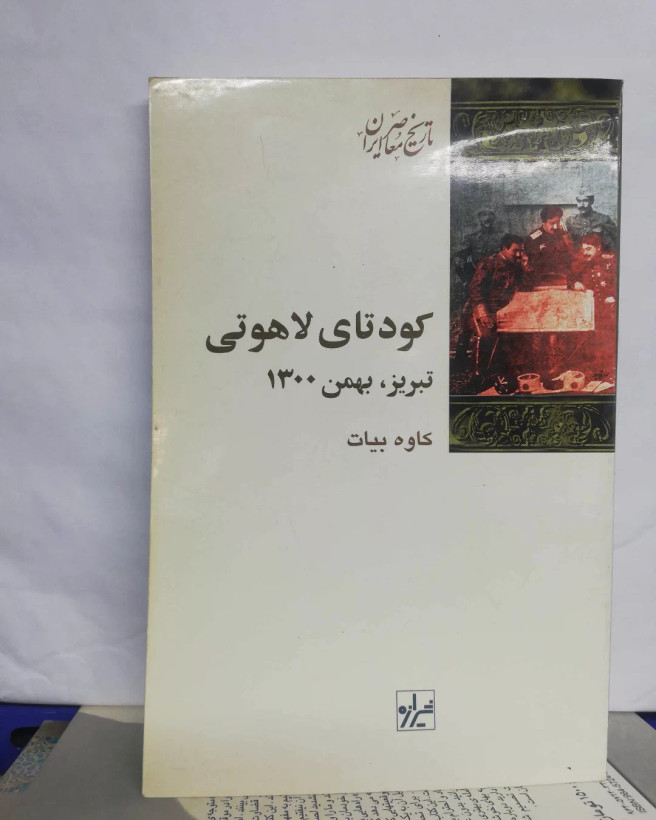 تاریخ معاصر ایران
کودتای لاهوتی
تبریز، بهمن ۱۳۰۰
کاوه بیات
شیرازه